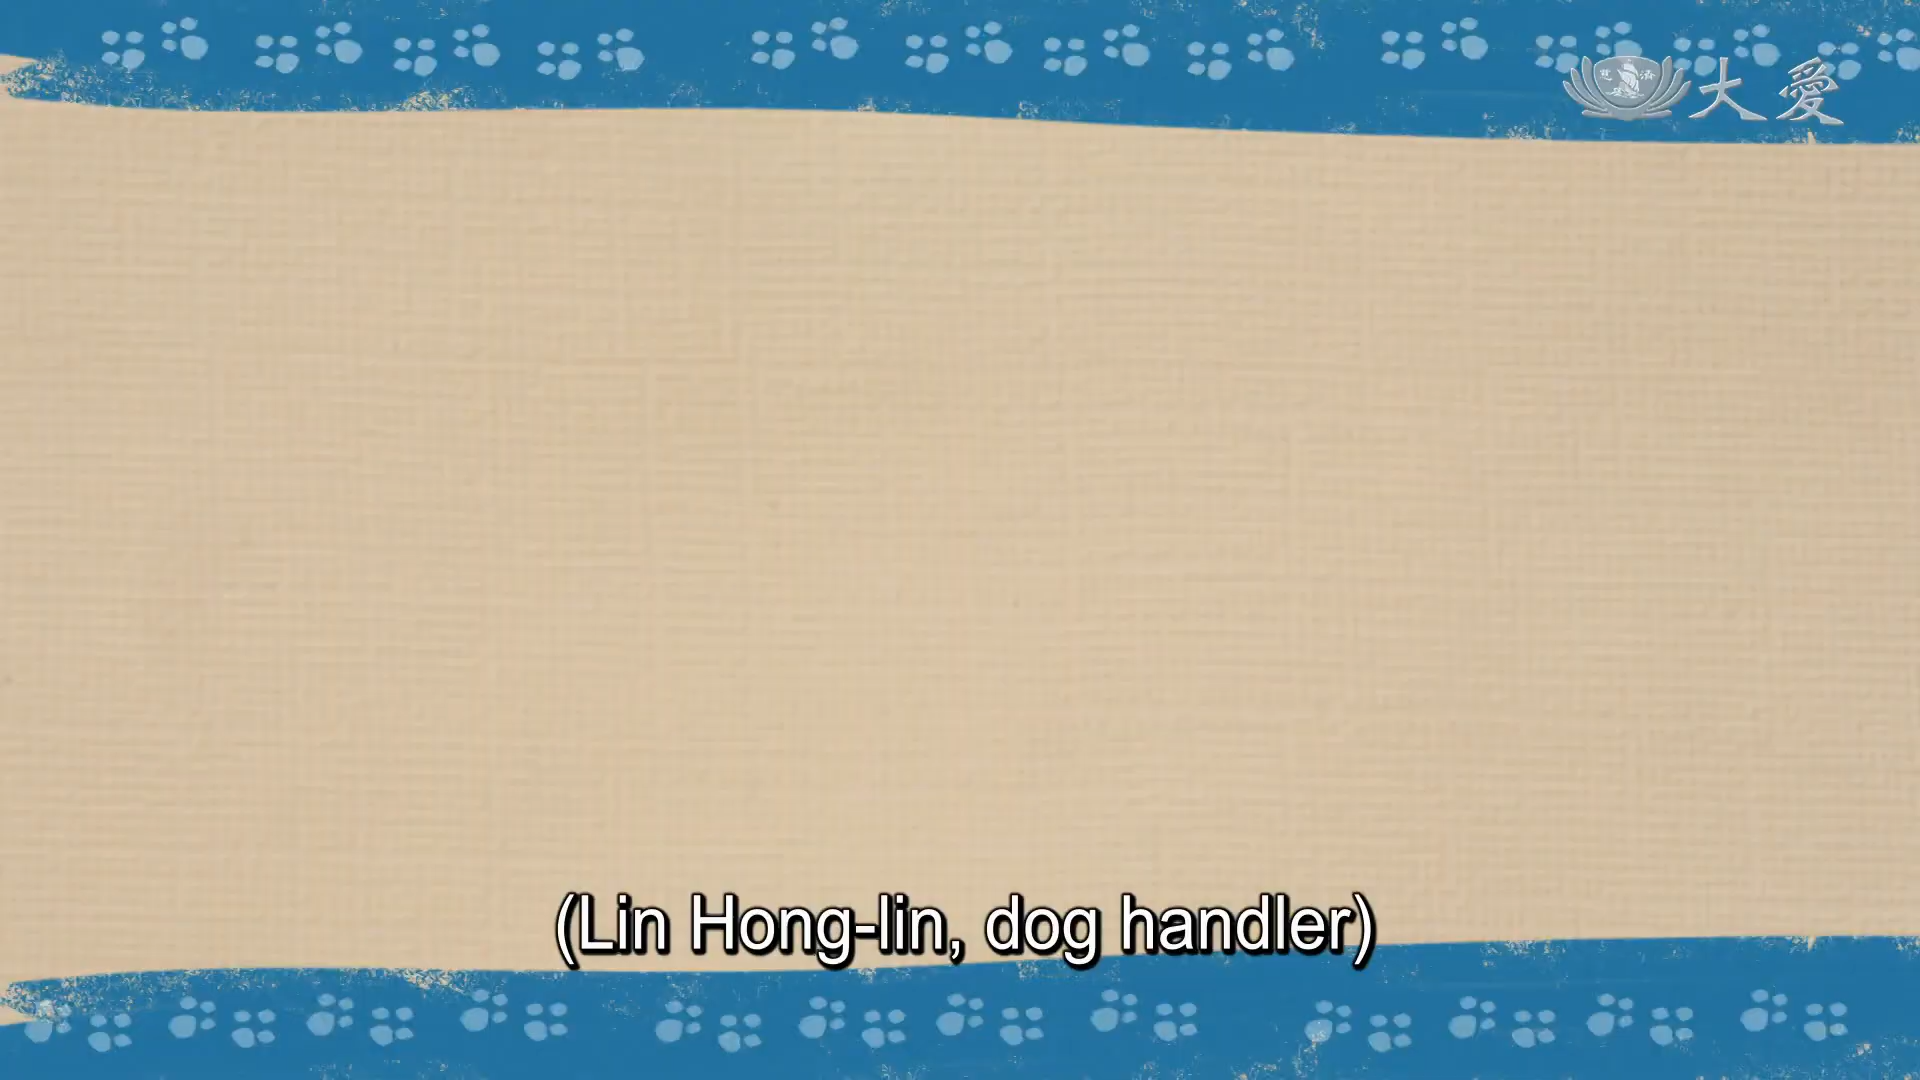 大愛
(Lin Hong-lin, dog handler)